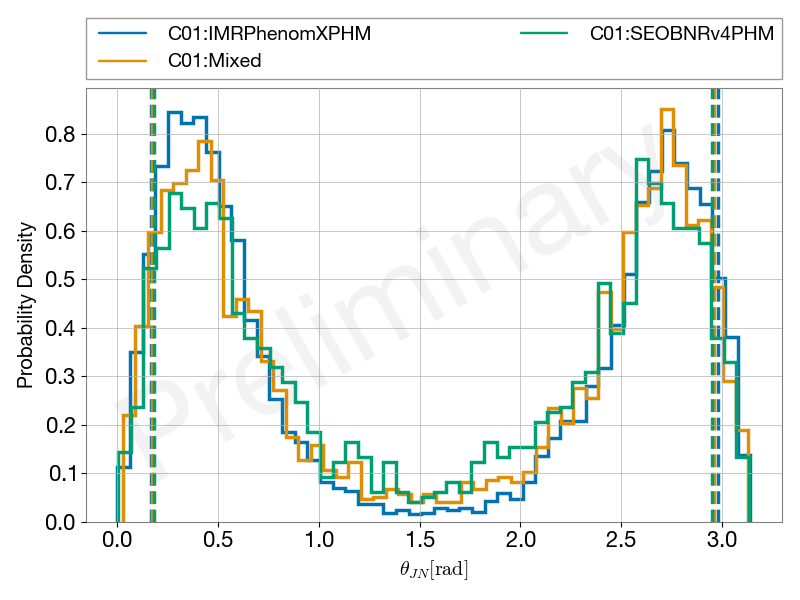 C01:IMRPhenomXPHM
C01:Mixed
C01:SEOBNRv4PHM
Preliminary
Probability Density
0.8
0.7
0.6
0.5
0.4
0.3
0.2
0.1
0.0
0.0 0.5 1.0 1.5 2.0 2.5 3.0
θ_{JN}[rad]